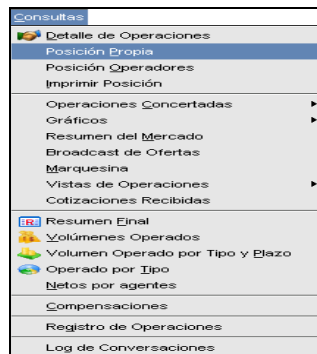 Consultas
Detalle de Operaciones
Posición Propia
Posición Operadores
Imprimir Posición
Operaciones Concertadas
Gráficos
Resumen del Mercado
Broadcast de Ofertas
Marquesina
Vistas de Operaciones
Cotizaciones Recibidas
R Resumen Final
Volúmenes Operados
Volumen Operado por Tipo y Plazo
Operado por Tipo
Netos por agentes
Compensaciones
Registro de Operaciones
Log de Conversaciones